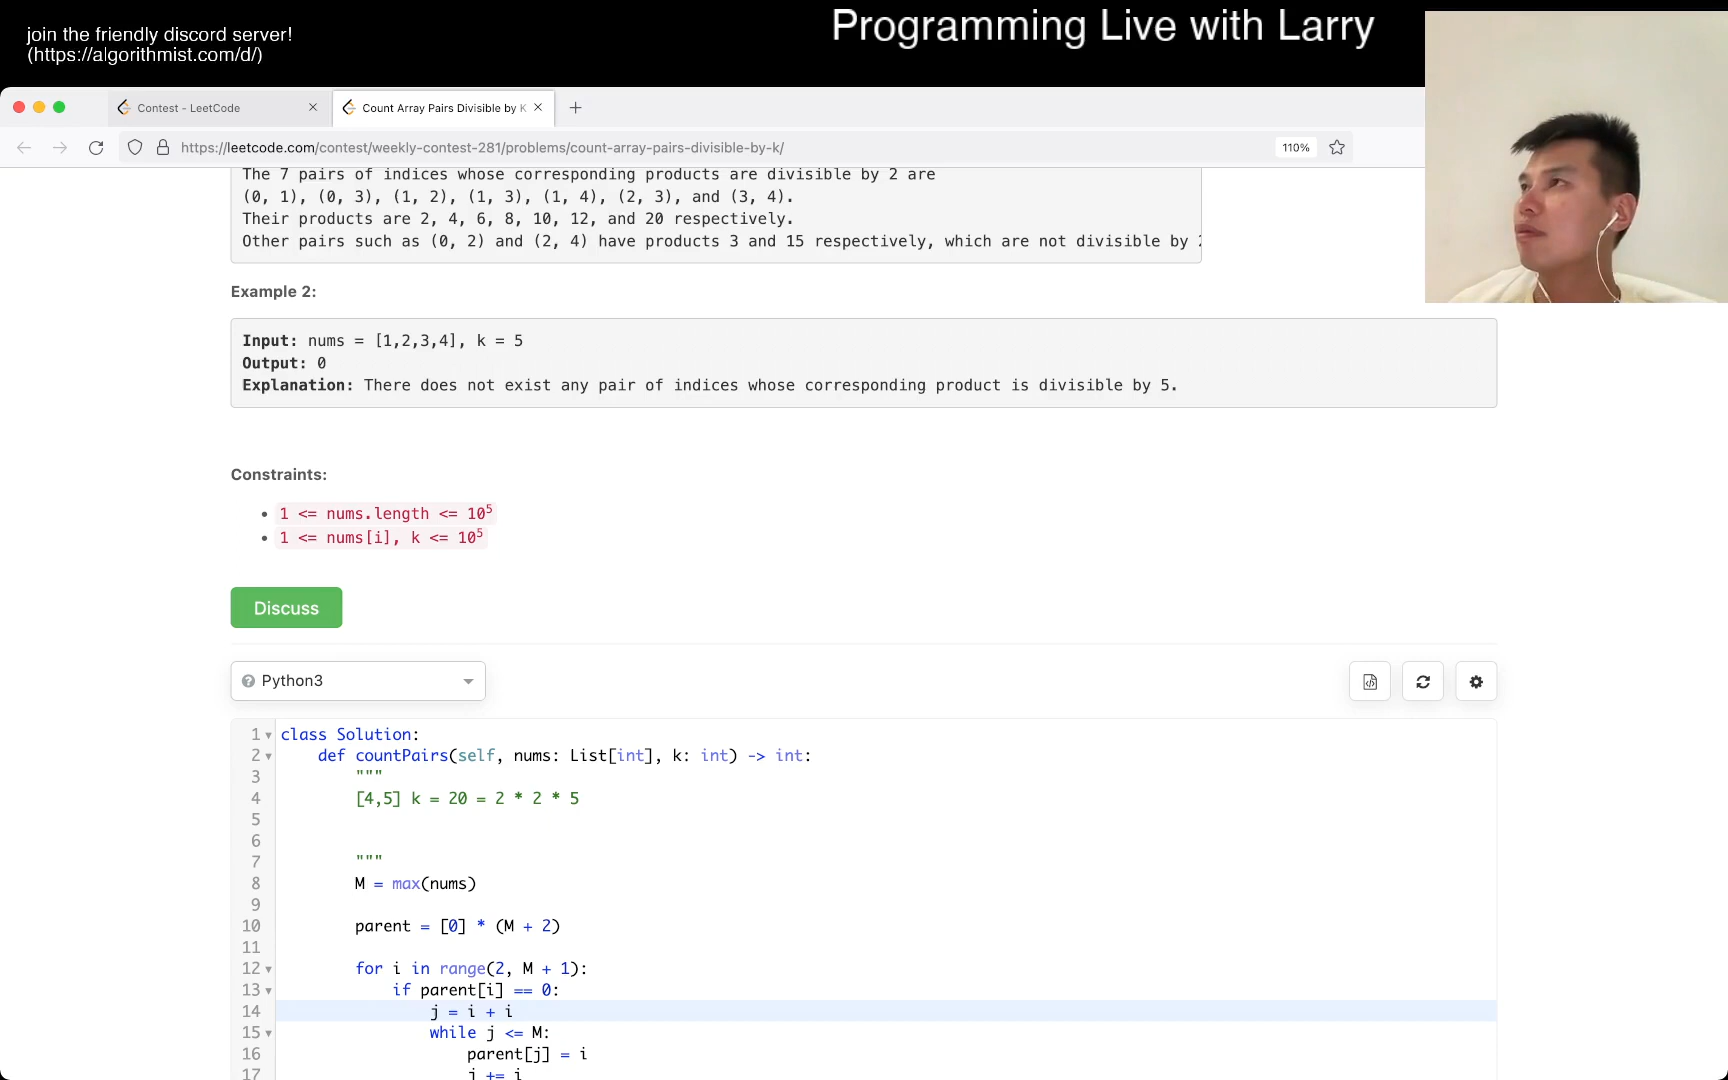 join the friendly discord server!
(https://algorithmist.com/d/)
Programming Live with Larry
Contest - LeetCode
Count Array Pairs Divisible by K
https://leetcode.com/contest/weekly-contest-281/problems/count-array-pairs-divisible-by-k/
110%
The 7 pairs of indices whose corresponding products are divisible by 2 are
(0, 1), (0, 3), (1, 2), (1, 3), (1, 4), (2, 3), and (3, 4).
Their products are 2, 4, 6, 8, 10, 12, and 20 respectively.
Other pairs such as (0, 2) and (2, 4) have products 3 and 15 respectively, which are not divisible by
Example 2:
Input: nums = [1,2,3,4], k = 5
Output: 0
Explanation: There does not exist any pair of indices whose corresponding product is divisible by 5.
Constraints:
• 1 <= nums.length <= 10⁵
• 1 <= nums[i], k <= 10⁵
Discuss
Python3
1 class Solution:
2 def countPairs(self, nums: List[int], k: int) -> int:
3 """
4 [4,5] k = 20 = 2 * 2 * 5
5
6
7 """
8 M = max(nums)
9
10 parent = [0] * (M + 2)
11
12 for i in range(2, M + 1):
13 if parent[i] == 0:
14 j = i + i
15 while j <= M:
16 parent[j] = i
17 j += i